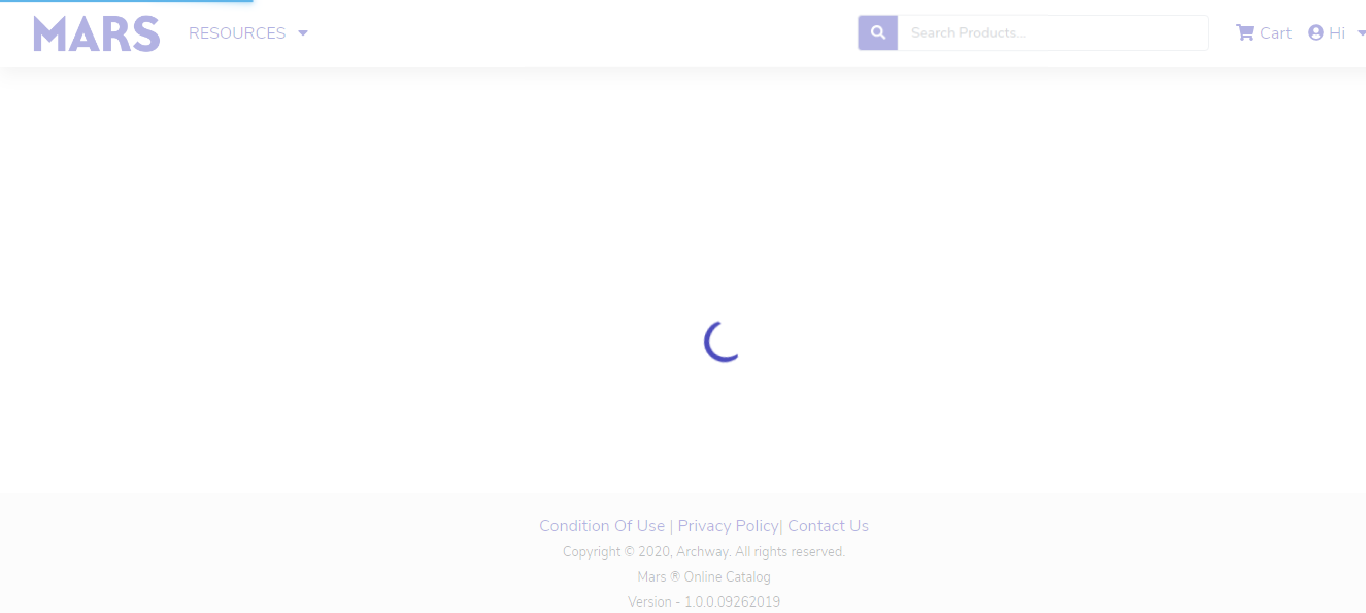 MARS RESOURCES Search Products... Cart Hi
Condition Of Use | Privacy Policy| Contact Us
Copyright © 2020, Archway. All rights reserved.
Mars ® Online Catalog
Version - 1.0.0.09262019